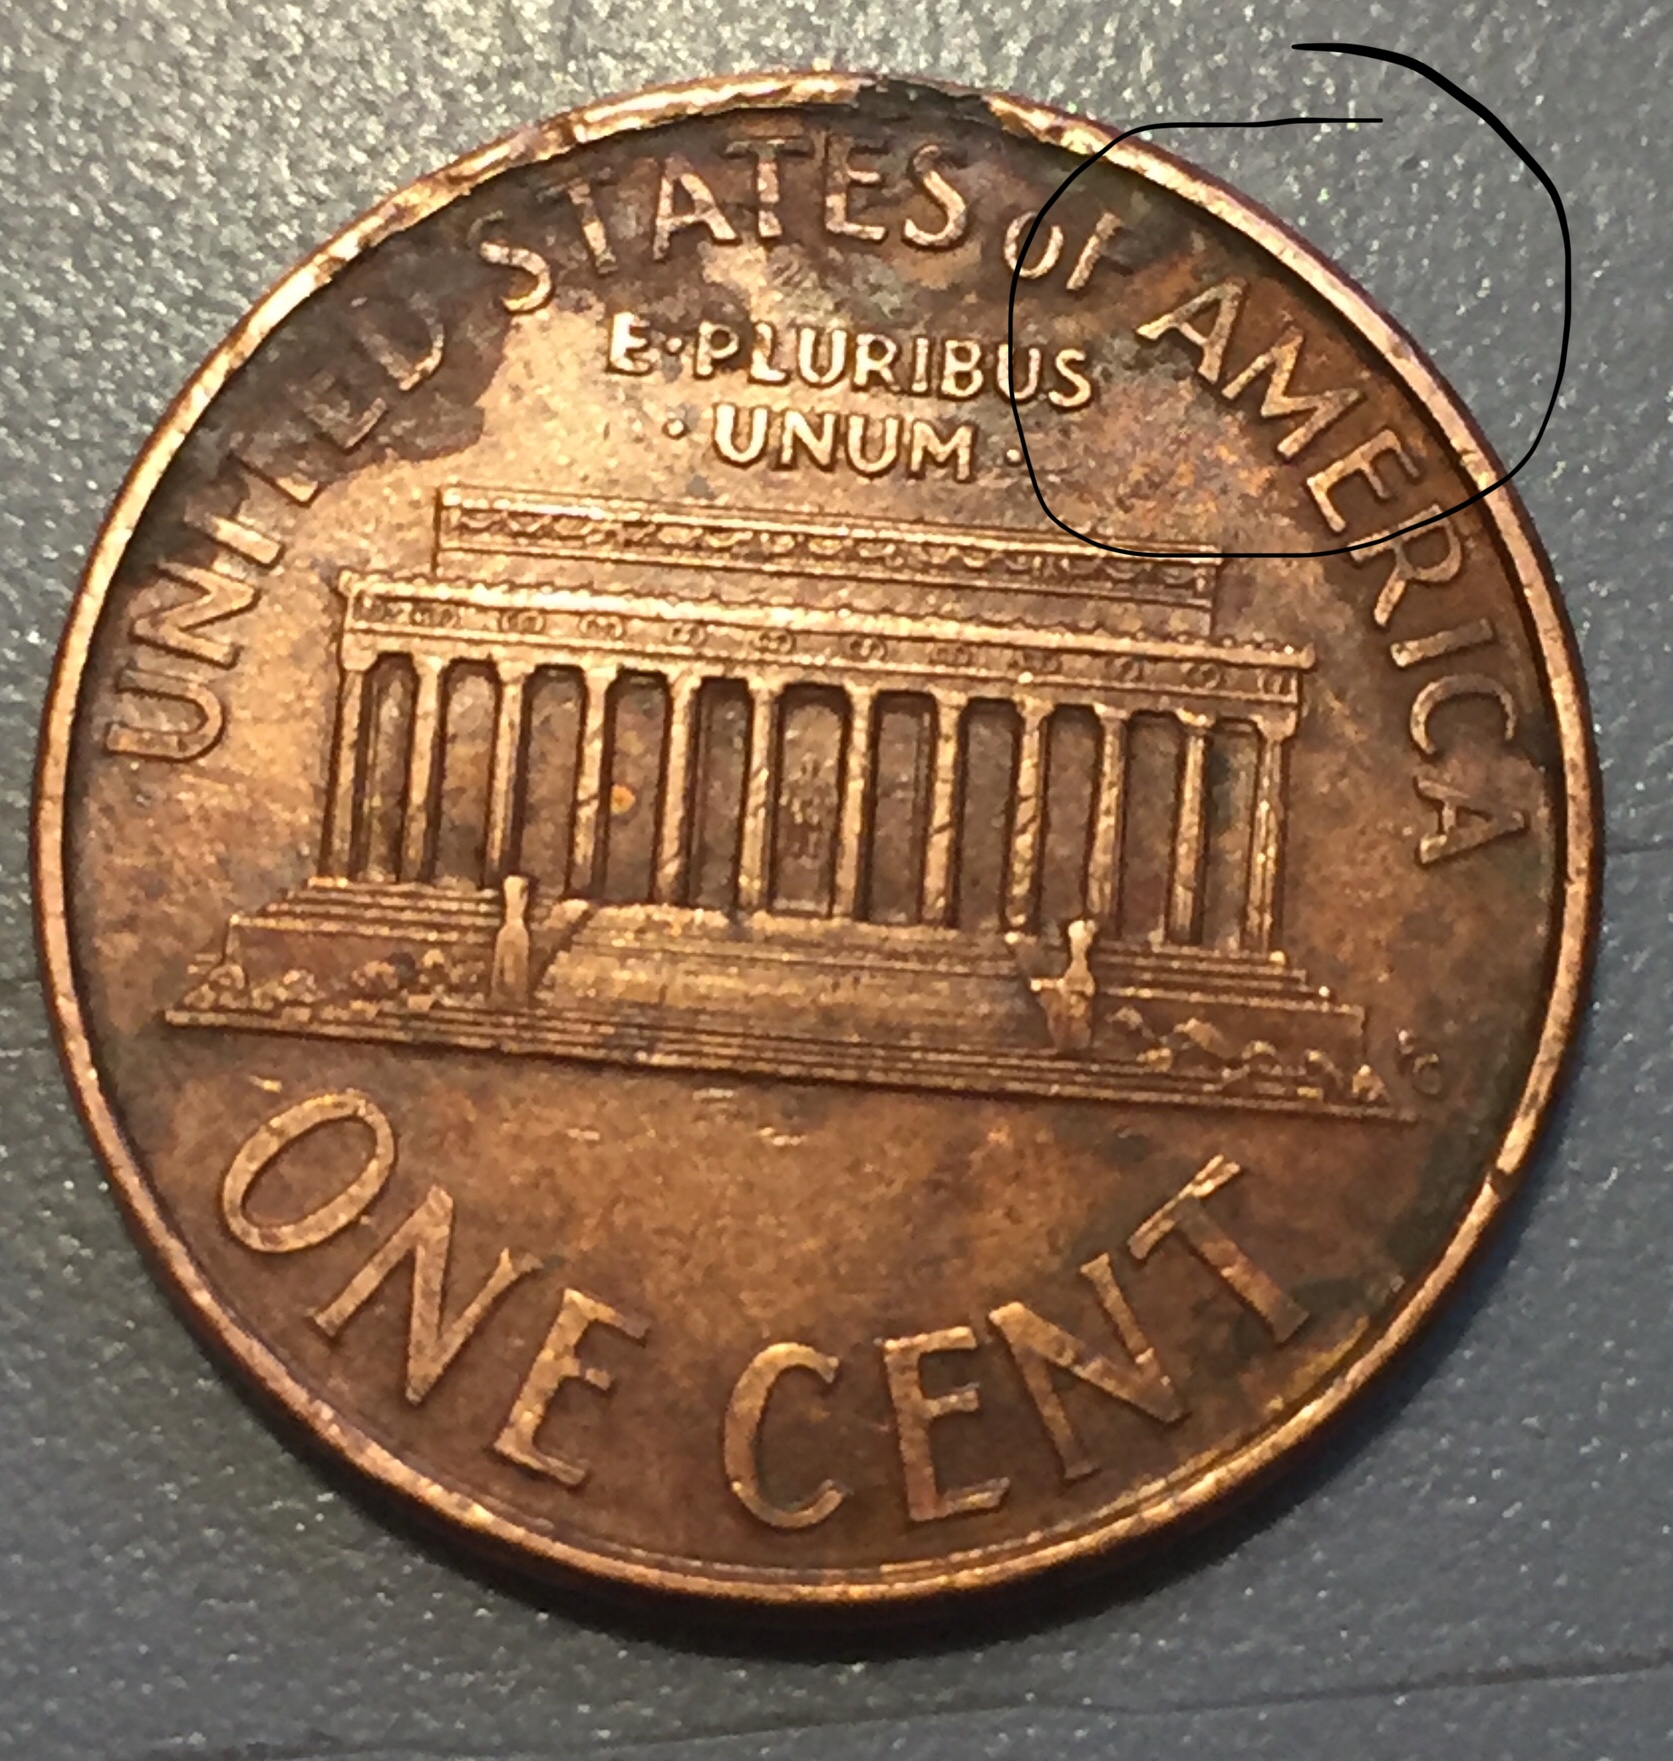 UNITED STATES OF AMERICA
E·PLURIBUS
·UNUM·
ONE CENT